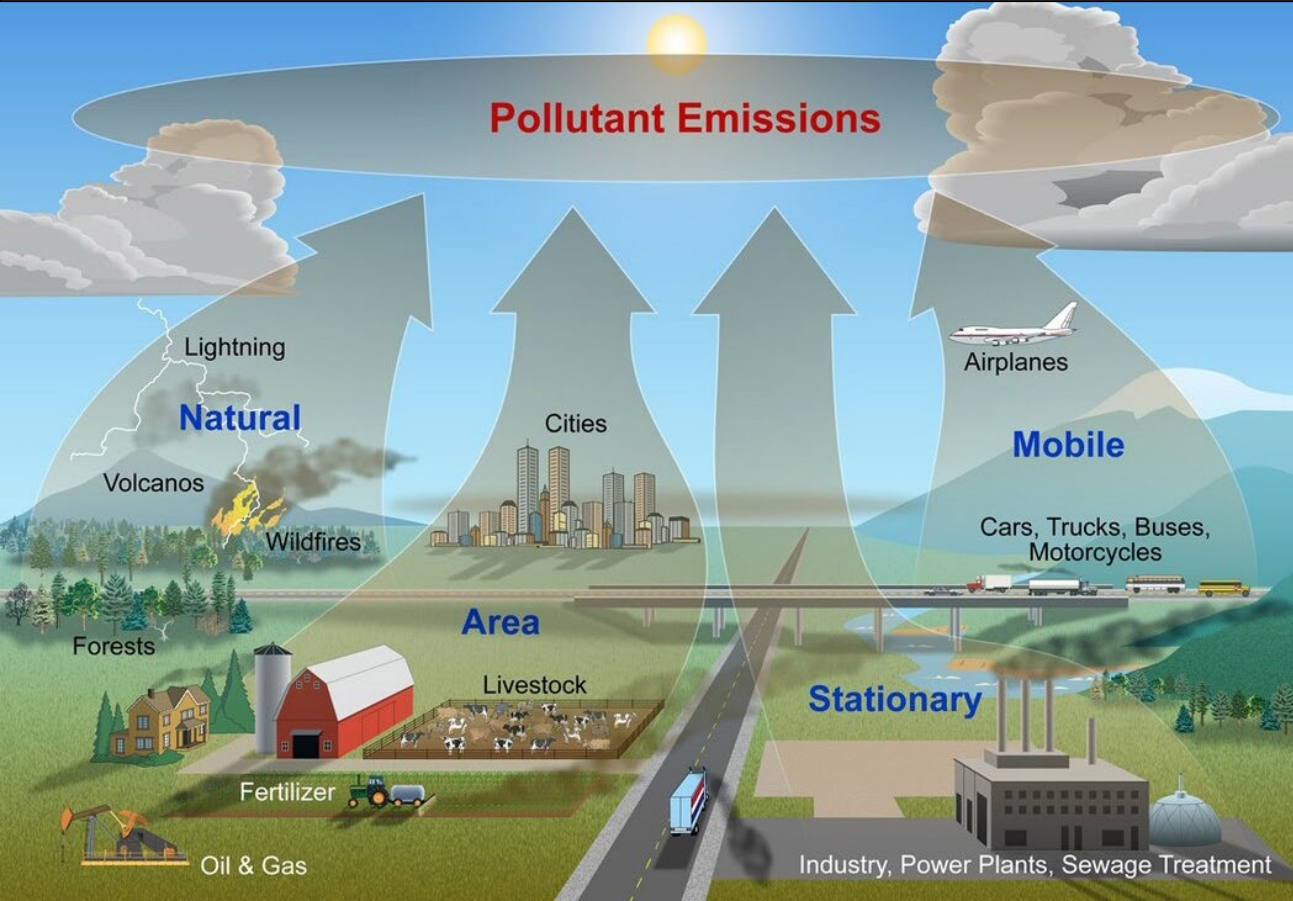 Pollutant Emissions
Lightning
Natural
Volcanos
Wildfires
Forests
Cities
Area
Livestock
Fertilizer
Oil & Gas
Airplanes
Mobile
Cars, Trucks, Buses,
Motorcycles
Stationary
Industry, Power Plants, Sewage Treatment